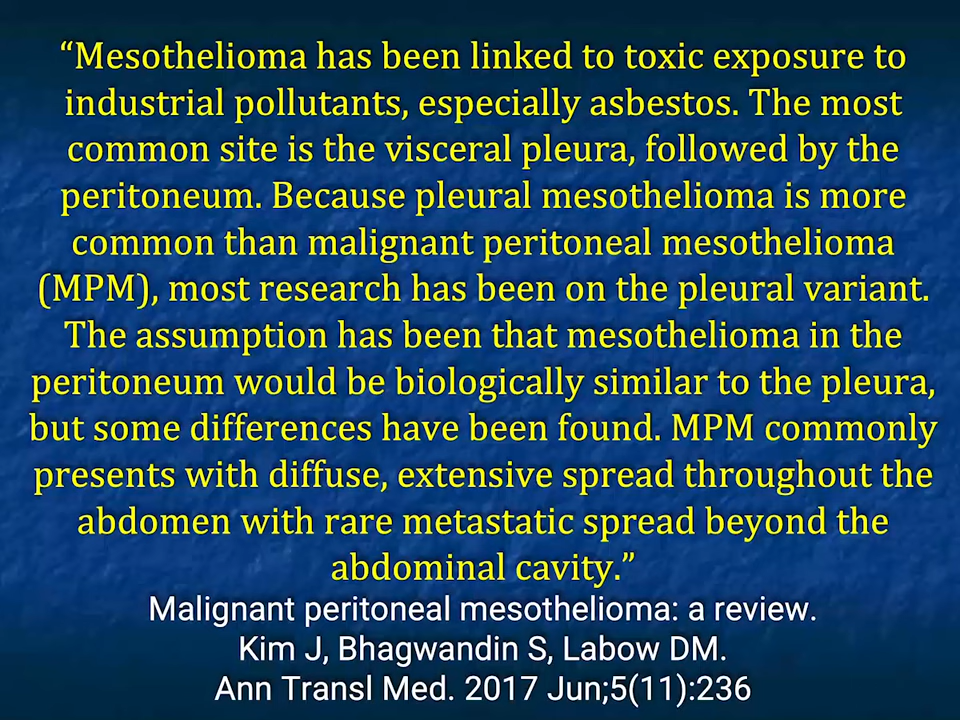 “Mesothelioma has been linked to toxic exposure to
industrial pollutants, especially asbestos. The most
common site is the visceral pleura, followed by the
peritoneum. Because pleural mesothelioma is more
common than malignant peritoneal mesothelioma
(MPM), most research has been on the pleural variant.
The assumption has been that mesothelioma in the
peritoneum would be biologically similar to the pleura,
but some differences have been found. MPM commonly
presents with diffuse, extensive spread throughout the
abdomen with rare metastatic spread beyond the
abdominal cavity.”
Malignant peritoneal mesothelioma: a review.
Kim J, Bhagwandin S, Labow DM.
Ann Transl Med. 2017 Jun;5(11):236